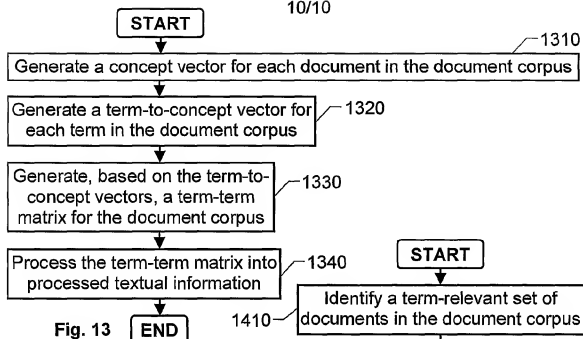 10/10
START
1310
Generate a concept vector for each document in the document corpus
Generate a term-to-concept vector for
each term in the document corpus
1320
Generate, based on the term-to-
concept vectors, a term-term
matrix for the document corpus
1330
Process the term-term matrix into
processed textual information
1340
Fig. 13
END
START
1410
Identify a term-relevant set of
documents in the document corpus